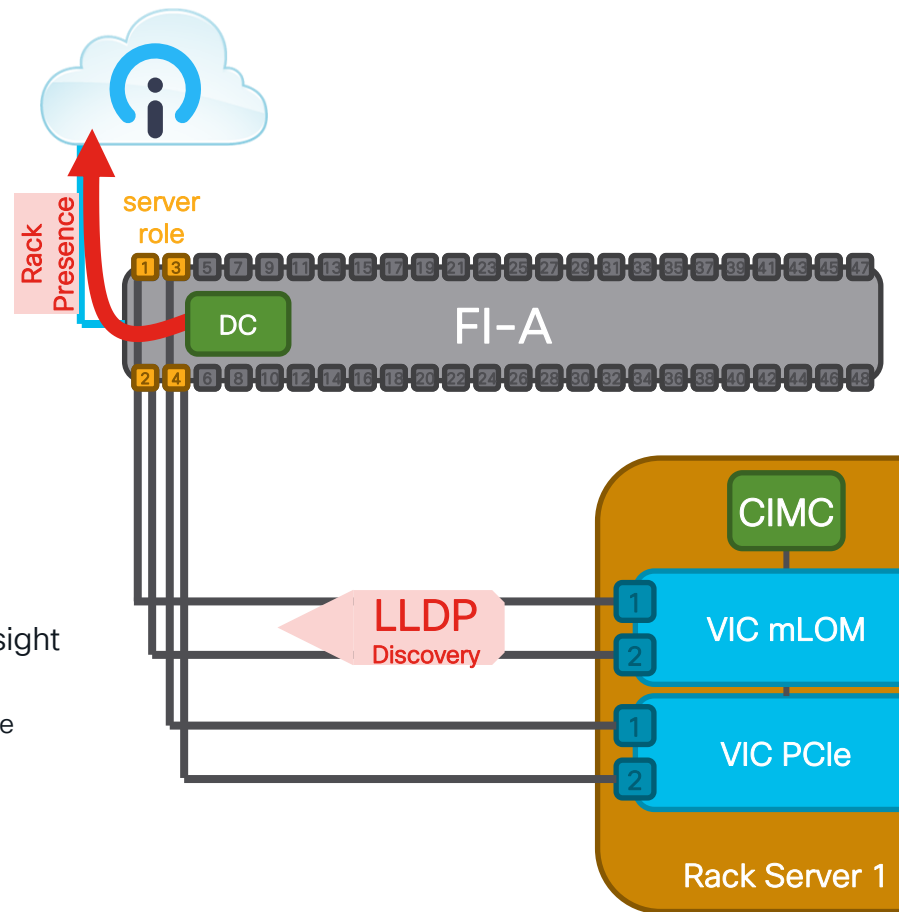 Rack
Presence
server
role
1 3 5 7 9 11 13 15 17 19 21 23 25 27 29 31 33 35 37 39 41 43 45 47
DC
FI-A
2 4 6 8 10 12 14 16 18 20 22 24 26 28 30 32 34 36 38 40 42 44 46 48
CIMC
1
LLDP
VIC mLOM
sight
2
Discovery
e
1
VIC PCIe
2
Rack Server 1